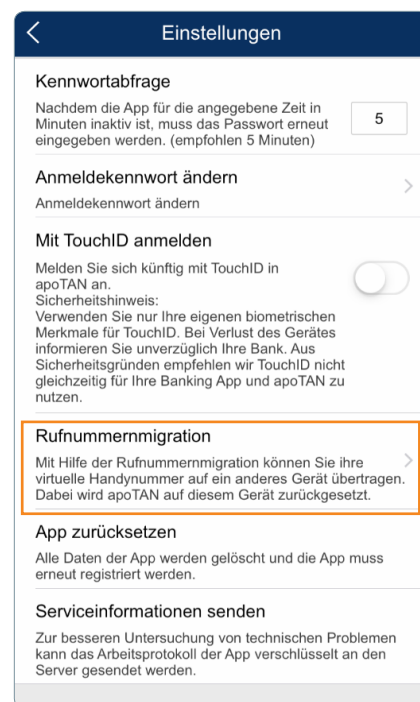 Einstellungen
Kennwortabfrage
Nachdem die App für die angegebene Zeit in
Minuten inaktiv ist, muss das Passwort erneut
eingegeben werden. (empfohlen 5 Minuten)
5
Anmeldekennwort ändern
Anmeldekennwort ändern
Mit TouchID anmelden
Melden Sie sich künftig mit TouchID in
apoTAN an.
Sicherheitshinweis:
Verwenden Sie nur Ihre eigenen biometrischen
Merkmale für TouchID. Bei Verlust des Gerätes
informieren Sie unverzüglich Ihre Bank. Aus
Sicherheitsgründen empfehlen wir TouchID nicht
gleichzeitig für Ihre Banking App und apoTAN zu
nutzen.
Rufnummernmigration
Mit Hilfe der Rufnummernmigration können Sie ihre
virtuelle Handynummer auf ein anderes Gerät übertragen.
Dabei wird apoTAN auf diesem Gerät zurückgesetzt.
App zurücksetzen
Alle Daten der App werden gelöscht und die App muss
erneut registriert werden.
Serviceinformationen senden
Zur besseren Untersuchung von technischen Problemen
kann das Arbeitsprotokoll der App verschlüsselt an den
Server gesendet werden.